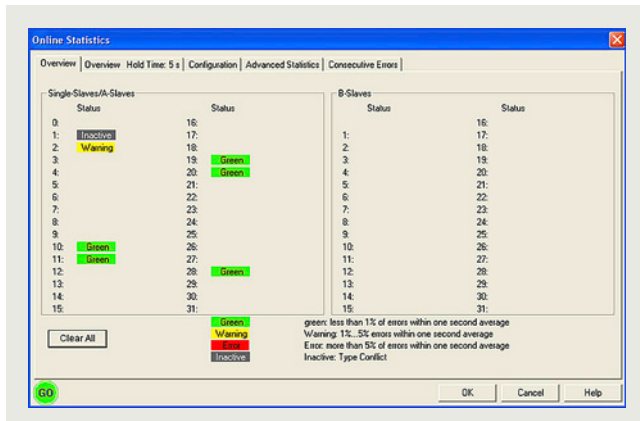 Online Statistics
Overview Overview Hold Time: 5 s Configuration Advanced Statistics Consecutive Errors
Single-Slaves/A-Slaves B-Slaves
Status Status Status Status
0: 16: 16:
1: Inactive 17: 1: 17:
2: Warning 18: 2: 18:
3: 19: Green 3: 19:
4: 20: Green 4: 20:
5: 21: 5: 21:
6: 22: 6: 22:
7: 23: 7: 23:
8: 24: 8: 24:
9: 25: 9: 25:
10: Green 26: 10: 26:
11: Green 27: 11: 27:
12: 28: Green 12: 28:
13: 29: 13: 29:
14: 30: 14: 30:
15: 31: 15: 31:
Green green: less than 1% of errors within one second average
Clear All Warning Warning: 1%...5% errors within one second average
Error Error: more than 5% of errors within one second average
Inactive Inactive: Type Conflict
GO OK Cancel Help